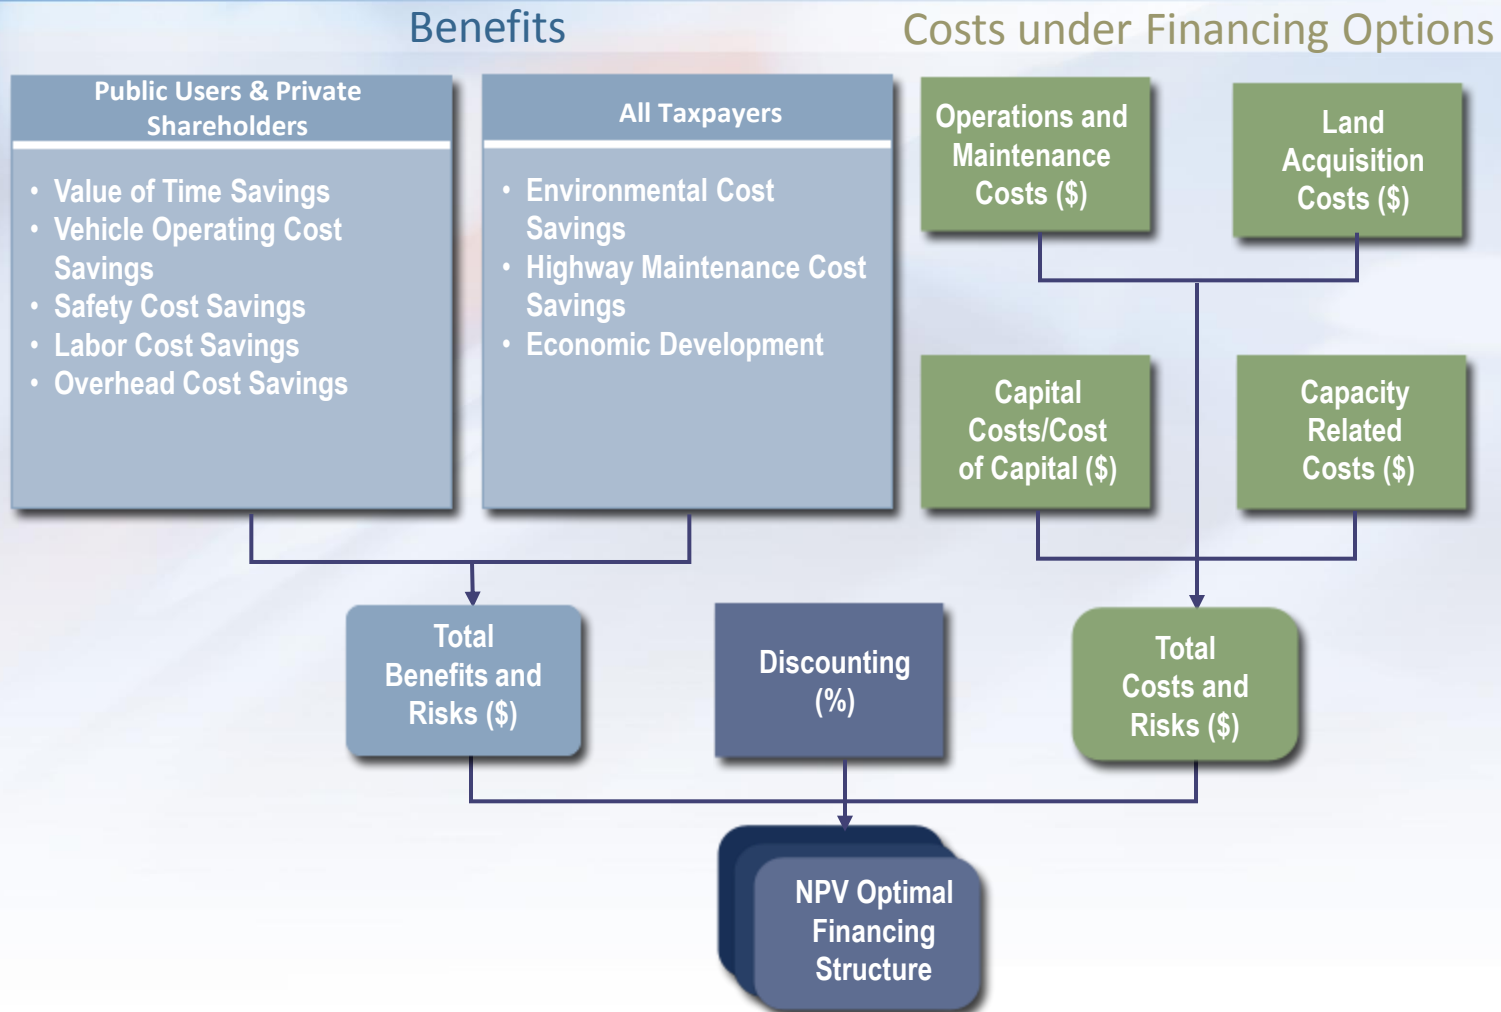 Benefits
Costs under Financing Options
Public Users & Private
Shareholders
• Value of Time Savings
• Vehicle Operating Cost
Savings
• Safety Cost Savings
• Labor Cost Savings
• Overhead Cost Savings
All Taxpayers
• Environmental Cost
Savings
• Highway Maintenance Cost
Savings
• Economic Development
Operations and
Maintenance
Costs ($)
Land
Acquisition
Costs ($)
Capital
Costs/Cost
of Capital ($)
Capacity
Related
Costs ($)
Total
Benefits and
Risks ($)
Discounting
(%)
Total
Costs and
Risks ($)
NPV Optimal
Financing
Structure